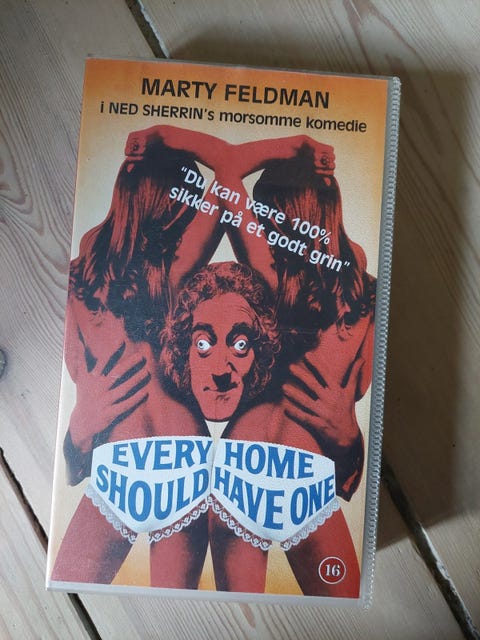 MARTY FELDMAN
i NED SHERRIN's morsomme komedie
"Du kan være 100%
sikker på et godt grin"
EVERY HOME
SHOULD HAVE ONE
16